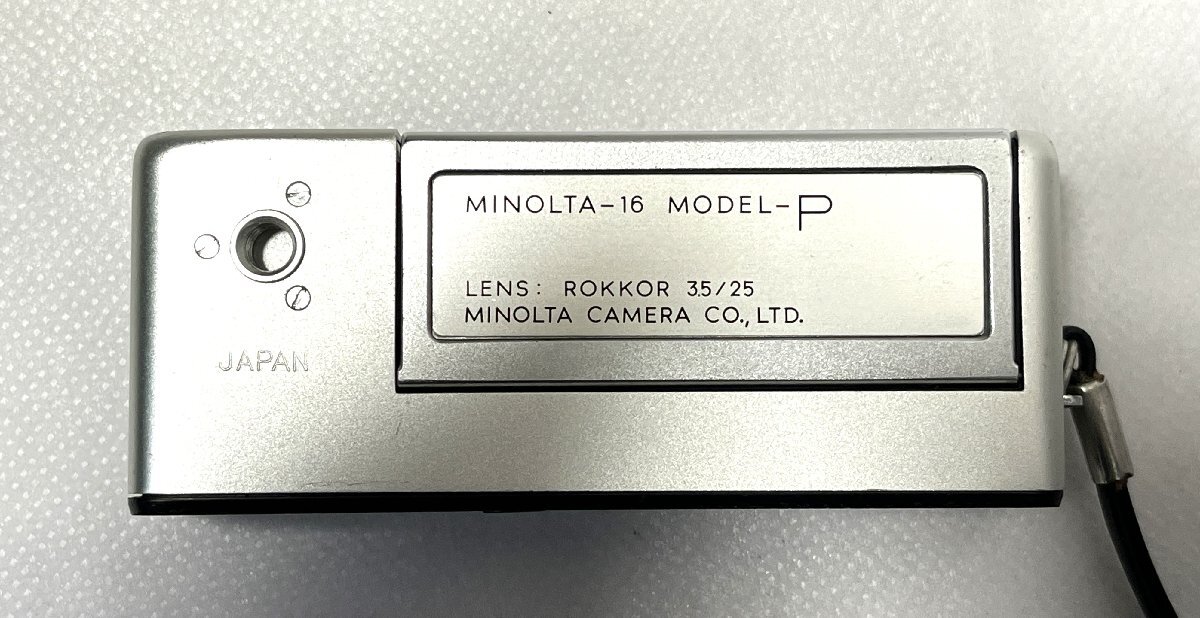 MINOLTA-16 MODEL-P
LENS: ROKKOR 3.5/25
MINOLTA CAMERA CO., LTD.
JAPAN